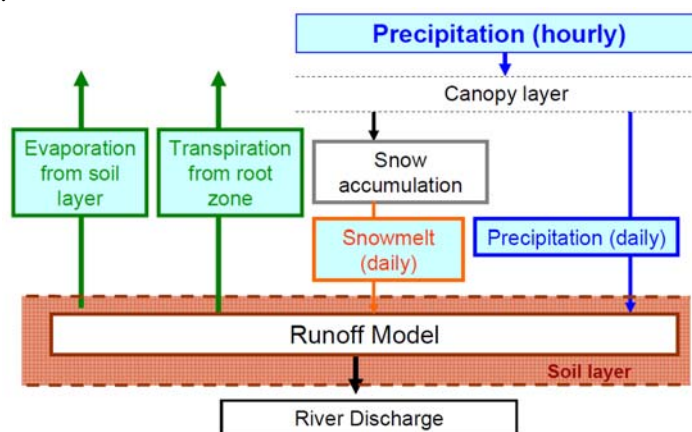 Precipitation (hourly)
Canopy layer
Evaporation
from soil
layer
Transpiration
from root
zone
Snow
accumulation
Snowmelt
(daily)
Precipitation (daily)
Runoff Model
Soil layer
River Discharge